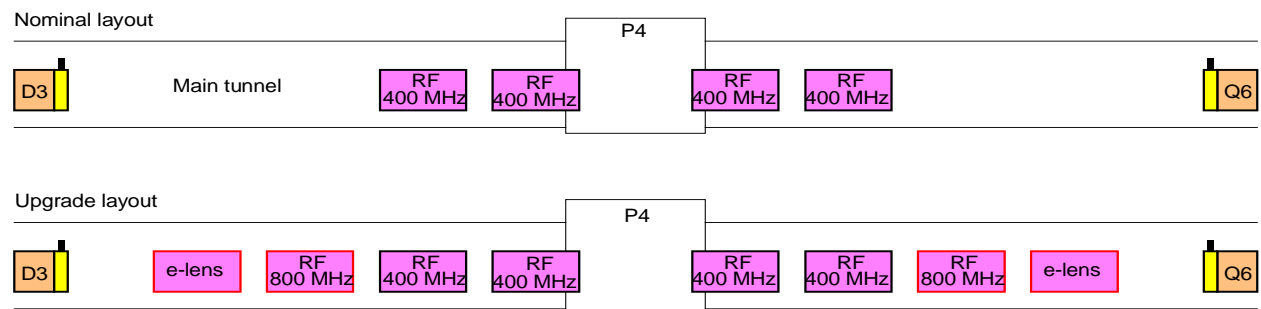 Nominal layout
P4
D3
Main tunnel
RF
400 MHz
RF
400 MHz
RF
400 MHz
RF
400 MHz
Q6
Upgrade layout
P4
D3
e-lens
RF
800 MHz
RF
400 MHz
RF
400 MHz
RF
400 MHz
RF
400 MHz
RF
800 MHz
e-lens
Q6